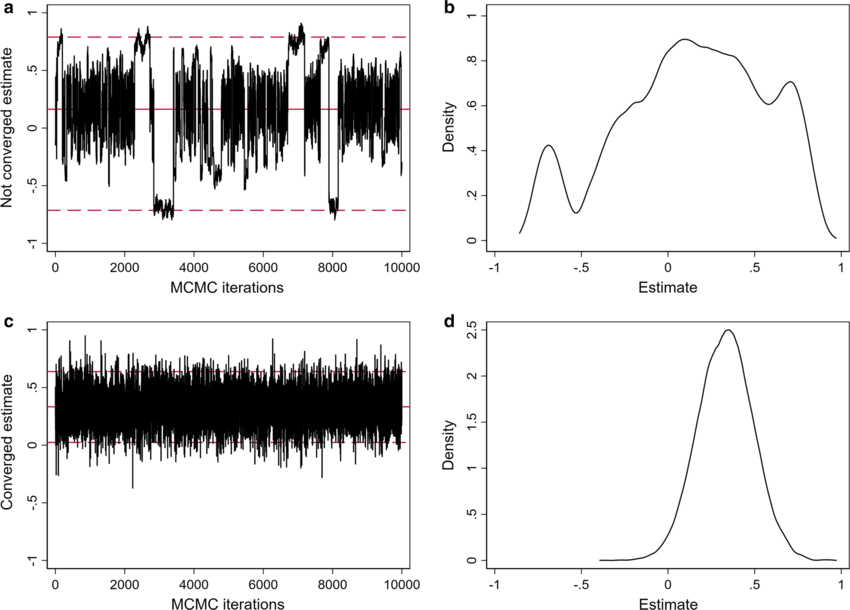 a
Not converged estimate
1
.5
0
-.5
-1
0 2000 4000 6000 8000 10000
MCMC iterations
b
Density
1
.8
.6
.4
.2
0
-1 -.5 0 .5 1
Estimate
c
Converged estimate
1
.5
0
-.5
-1
0 2000 4000 6000 8000 10000
MCMC iterations
d
Density
2.5
2
1.5
1
.5
0
-1 -.5 0 .5 1
Estimate